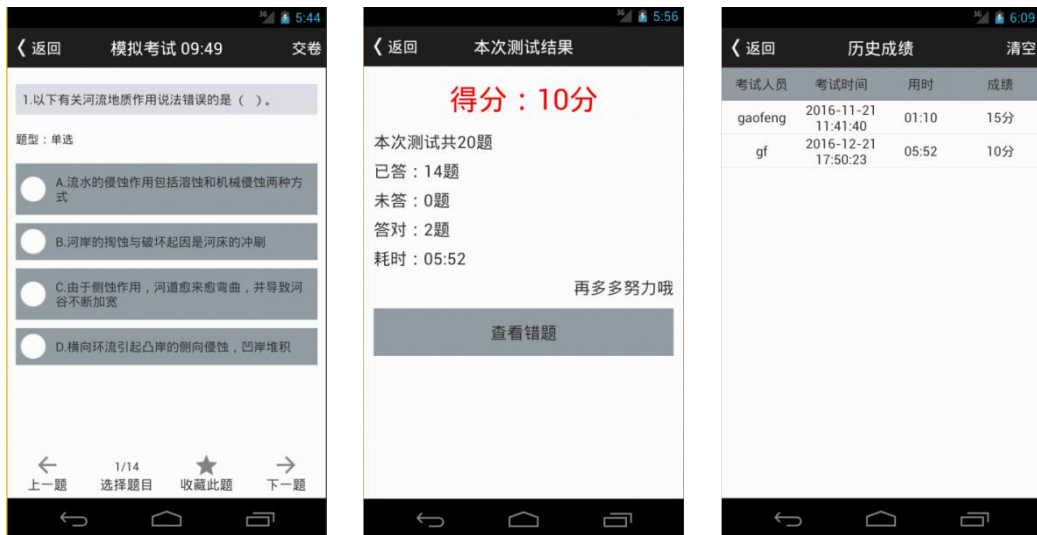 3G 5:44
返回 模拟考试 09:49 交卷
1.以下有关河流地质作用说法错误的是（ ）。
题型：单选
A.流水的侵蚀作用包括溶蚀和机械侵蚀两种方
式
B.河岸的掏蚀与破坏起因是河床的冲刷
C.由于侧蚀作用，河道愈来愈弯曲，并导致河
谷不断加宽
D.横向环流引起凸岸的侧向侵蚀，凹岸堆积
1/14
上一题 选择题目 收藏此题 下一题
3G 5:56
返回 本次测试结果
得分：10分
本次测试共20题
已答：14题
未答：0题
答对：2题
耗时：05:52
再多多努力哦
查看错题
3G 6:09
返回 历史成绩 清空
考试人员 考试时间 用时 成绩
gaofeng 2016-11-21 11:41:40 01:10 15分
gf 2016-12-21 17:50:23 05:52 10分